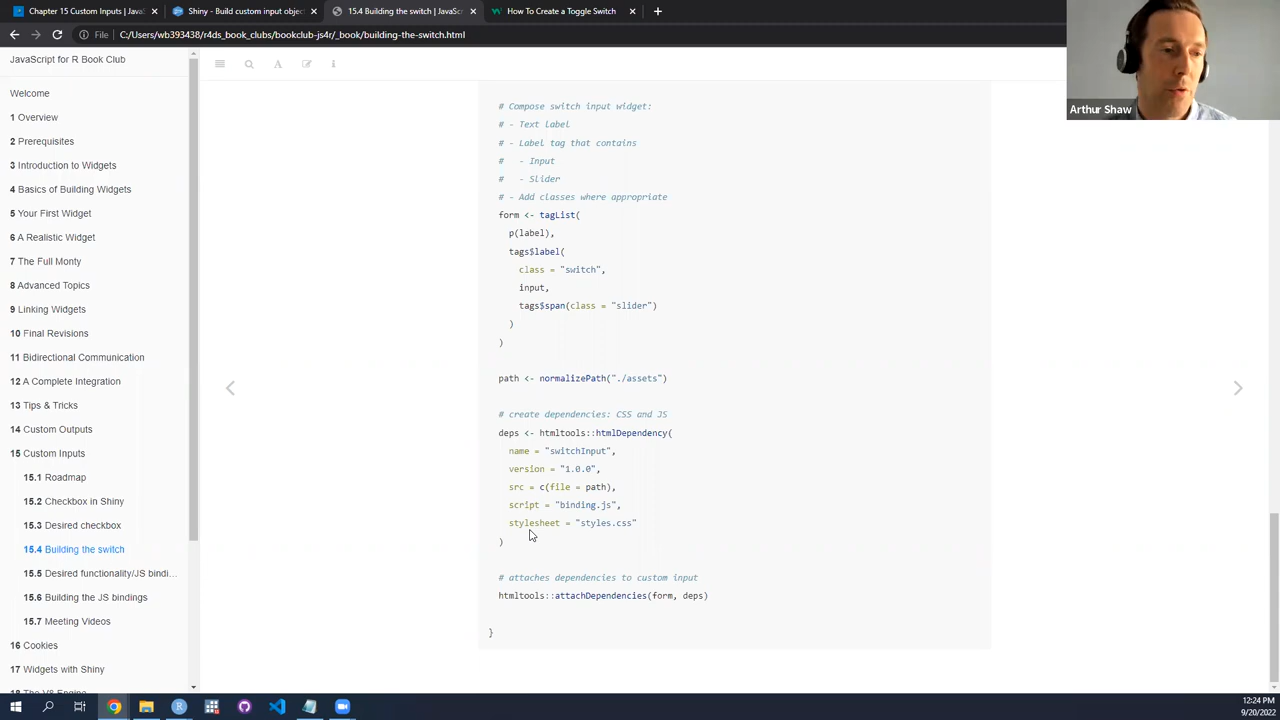 Chapter 15 Custom Inputs | JavaS
Shiny - Build custom input objec
15.4 Building the switch | JavaScr
How To Create a Toggle Switch
File
C:/Users/wb393438/r4ds_book_clubs/bookclub-js4r/_book/building-the-switch.html
Arthur Shaw
JavaScript for R Book Club
Welcome
1 Overview
2 Prerequisites
3 Introduction to Widgets
4 Basics of Building Widgets
5 Your First Widget
6 A Realistic Widget
7 The Full Monty
8 Advanced Topics
9 Linking Widgets
10 Final Revisions
11 Bidirectional Communication
12 A Complete Integration
13 Tips & Tricks
14 Custom Outputs
15 Custom Inputs
15.1 Roadmap
15.2 Checkbox in Shiny
15.3 Desired checkbox
15.4 Building the switch
15.5 Desired functionality/JS bindi...
15.6 Building the JS bindings
15.7 Meeting Videos
16 Cookies
17 Widgets with Shiny
18 The V8 Engine
# Compose switch input widget:
# - Text label
# - Label tag that contains
#   - Input
#   - Slider
# - Add classes where appropriate
form <- tagList(
p(label),
tags$label(
class = "switch",
input,
tags$span(class = "slider")
)
)
path <- normalizePath("./assets")
# create dependencies: CSS and JS
deps <- htmltools::htmlDependency(
name = "switchInput",
version = "1.0.0",
src = c(file = path),
script = "binding.js",
stylesheet = "styles.css"
)
# attaches dependencies to custom input
htmltools::attachDependencies(form, deps)
}
12:24 PM
9/20/2022